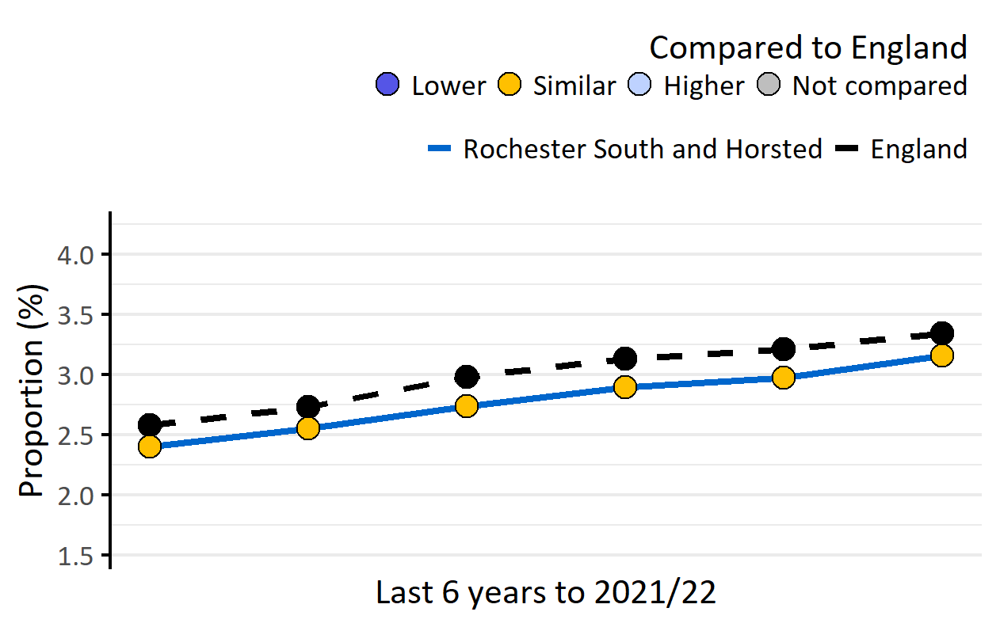 Compared to England
Lower Similar Higher Not compared
Rochester South and Horsted England
Proportion (%)
4.0
3.5
3.0
2.5
2.0
1.5
Last 6 years to 2021/22